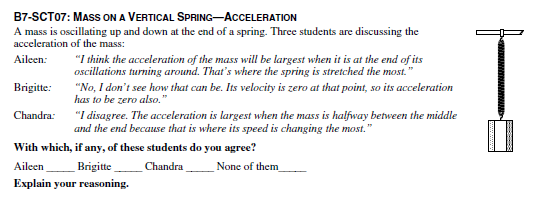 B7-SCT07: MASS ON A VERTICAL SPRING—ACCELERATION
A mass is oscillating up and down at the end of a spring. Three students are discussing the
acceleration of the mass:
Aileen: "I think the acceleration of the mass will be largest when it is at the end of its
oscillations turning around. That's where the spring is stretched the most."
Brigitte: "No, I don't see how that can be. Its velocity is zero at that point, so its acceleration
has to be zero also."
Chandra: "I disagree. The acceleration is largest when the mass is halfway between the middle
and the end because that is where its speed is changing the most."
With which, if any, of these students do you agree?
Aileen _____ Brigitte _____ Chandra _____ None of them_____
Explain your reasoning.